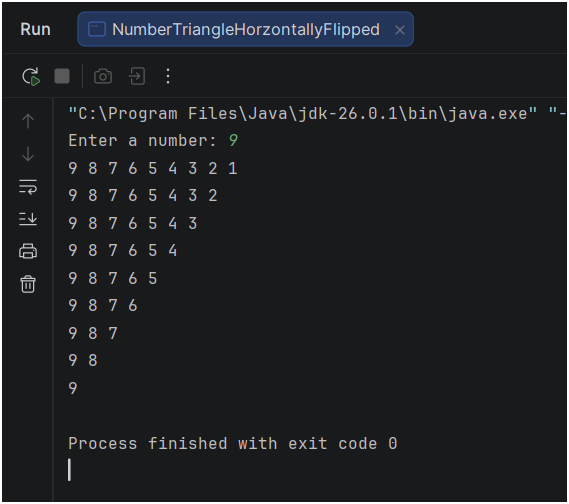 Run
NumberTriangleHorzontallyFlipped
"C:\Program Files\Java\jdk-26.0.1\bin\java.exe" "-
Enter a number: 9
9 8 7 6 5 4 3 2 1
9 8 7 6 5 4 3 2
9 8 7 6 5 4 3
9 8 7 6 5 4
9 8 7 6 5
9 8 7 6
9 8 7
9 8
9
Process finished with exit code 0